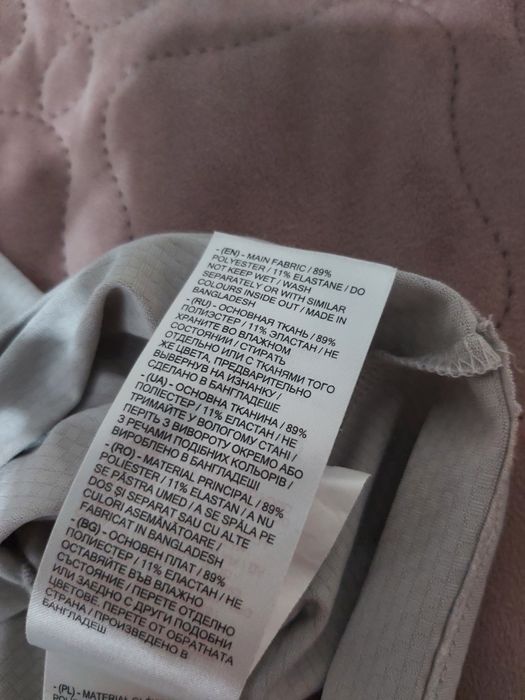 - (EN) - MAIN FABRIC / 89%
POLYESTER / 11% ELASTANE / DO
NOT KEEP WET / WASH
SEPARATELY OR WITH SIMILAR
COLOURS INSIDE OUT / MADE IN
BANGLADESH
- (RU) - ОСНОВНАЯ ТКАНЬ / 89%
ПОЛИЭСТЕР / 11% ЭЛАСТАН / НЕ
ХРАНИТЕ ВО ВЛАЖНОМ
СОСТОЯНИИ / СТИРАТЬ
ОТДЕЛЬНО ИЛИ С ТКАНЯМИ ТОГО
ЖЕ ЦВЕТА, ПРЕДВАРИТЕЛЬНО
ВЫВЕРНУВ НА ИЗНАНКУ /
СДЕЛАНО В БАНГЛАДЕШЕ
- (UA) - ОСНОВНА ТКАНИНА / 89%
ПОЛІЕСТЕР / 11% ЕЛАСТАН / НЕ
ТРИМАЙТЕ У ВОЛОГОМУ СТАНІ /
ПЕРІТЬ З ВИВОРОТУ ОКРЕМО АБО
З РЕЧАМИ ПОДІБНИХ КОЛЬОРІВ /
ВИРОБЛЕНО В БАНГЛАДЕШІ
- (RO) - MATERIAL PRINCIPAL / 89%
POLIESTER / 11% ELASTAN / A NU
SE PĂSTRA UMED / A SE SPĂLA PE
DOS ȘI SEPARAT SAU CU ALTE
CULORI ASEMĂNĂTOARE /
FABRICAT IN BANGLADESH
- (BG) - ОСНОВЕН ПЛАТ / 89%
ПОЛИЕСТЕР / 11% ЕЛАСТАН / НЕ
ОСТАВЯЙТЕ ВЪВ ВЛАЖНО
СЪСТОЯНИЕ / ПЕРЕТЕ ОТДЕЛНО
ИЛИ ЗАЕДНО С ДРУГИ ПОДОБНИ
ЦВЕТОВЕ, ПЕРЕТЕ ОТ ОБРАТНАТА
СТРАНА / ПРОИЗВЕДЕНО В
БАНГЛАДЕШ
- (PL) - MATERIAŁ